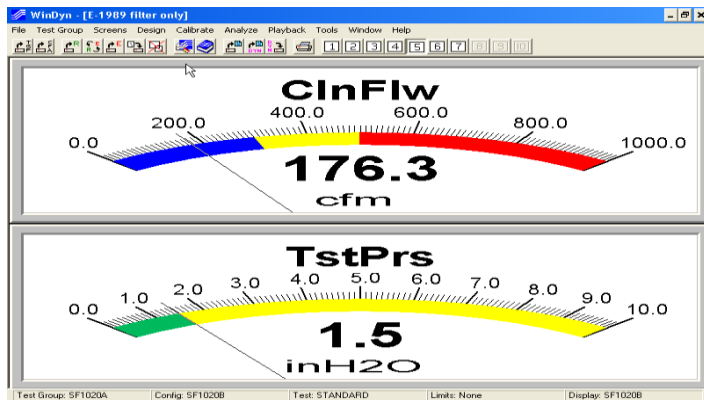 WinDyn - [E-1989 filter only]
File Test Group Screens Design Calibrate Analyze Playback Tools Window Help
1 2 3 4 5 6 7 8 9 10
ClnFlw
0.0 200.0 400.0 600.0 800.0 1000.0
176.3
cfm
TstPrs
0.0 1.0 2.0 3.0 4.0 5.0 6.0 7.0 8.0 9.0 10.0
1.5
inH2O
Test Group: SF1020A Config: SF1020B Test: STANDARD Limits: None Display: SF1020B